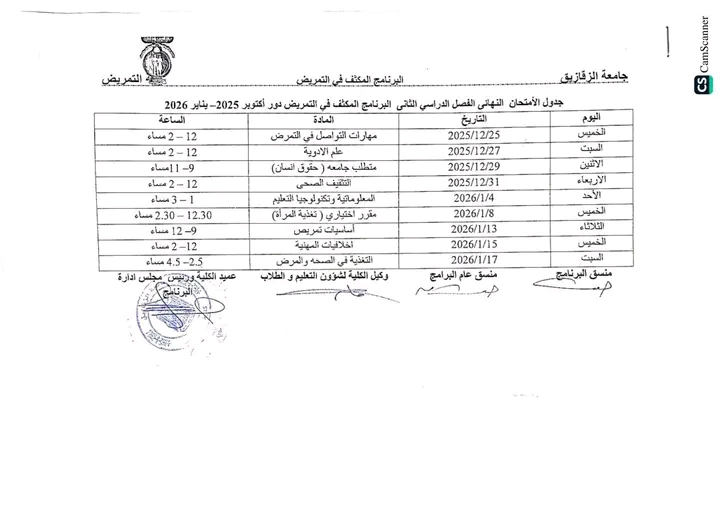 جامعة الزقازيق
البرنامج المكثف في التمريض
التمريض
جدول الأمتحان النهائى الفصل الدراسي الثانى البرنامج المكثف في التمريض دور أكتوبر 2025– يناير 2026
اليوم التاريخ المادة الساعة
الخميس 2025/12/25 مهارات التواصل في التمرض 12 – 2 مساء
السبت 2025/12/27 علم الادوية 12 – 2 مساء
الاثنين 2025/12/29 متطلب جامعه ( حقوق انسان) 9– 11مساء
الاربعاء 2025/12/31 التثقيف الصحى 12 – 2 مساء
الأحد 2026/1/4 المعلوماتية وتكنولوجيا التعليم 1 – 3 مساء
الخميس 2026/1/8 مقرر اختياري ( تغذية المرأة) 12.30 – 2.30 مساء
الثلاثاء 2026/1/13 أساسيات تمريض 9– 12 مساء
الخميس 2026/1/15 اخلاقيات المهنية 12– 2 مساء
السبت 2026/1/17 التغذية في الصحه والمرض 2.5– 4.5 مساء
منسق البرنامج منسق عام البرامج وكيل الكلية لشؤون التعليم و الطلاب عميد الكلية ورئيس مجلس ادارة
البرنامج
CS CamScanner